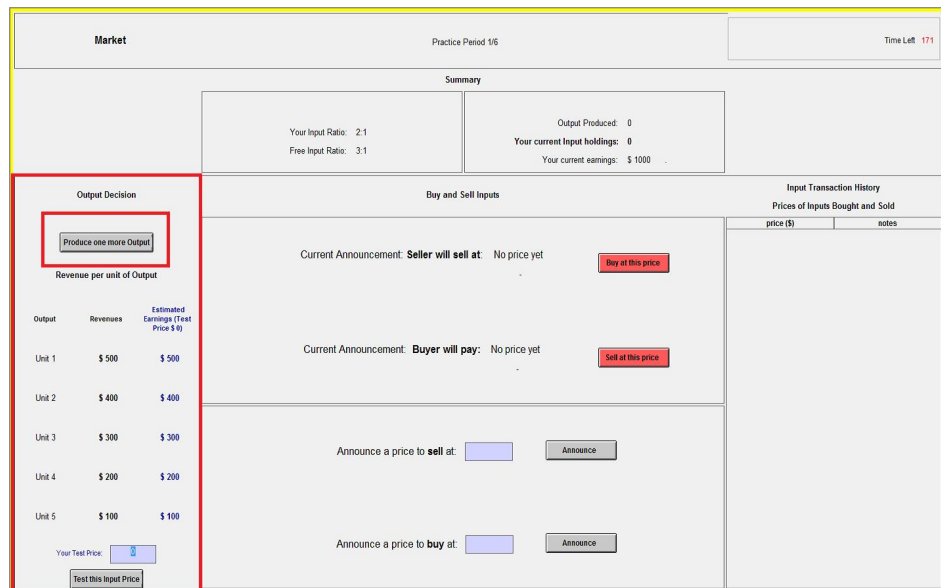 Market
Practice Period 1/6
Time Left 171
Summary
Your Input Ratio: 2:1
Free Input Ratio: 3:1
Output Produced: 0
Your current Input holdings: 0
Your current earnings: $ 1000 .
Output Decision
Produce one more Output
Revenue per unit of Output
Output Revenues Estimated Earnings (Test Price $ 0)
Unit 1 $ 500 $ 500
Unit 2 $ 400 $ 400
Unit 3 $ 300 $ 300
Unit 4 $ 200 $ 200
Unit 5 $ 100 $ 100
Your Test Price: 0
Test this Input Price
Buy and Sell Inputs
Current Announcement: Seller will sell at: No price yet
-
Buy at this price
Current Announcement: Buyer will pay: No price yet
-
Sell at this price
Announce a price to sell at:
Announce
Announce a price to buy at:
Announce
Input Transaction History
Prices of Inputs Bought and Sold
price ($) notes